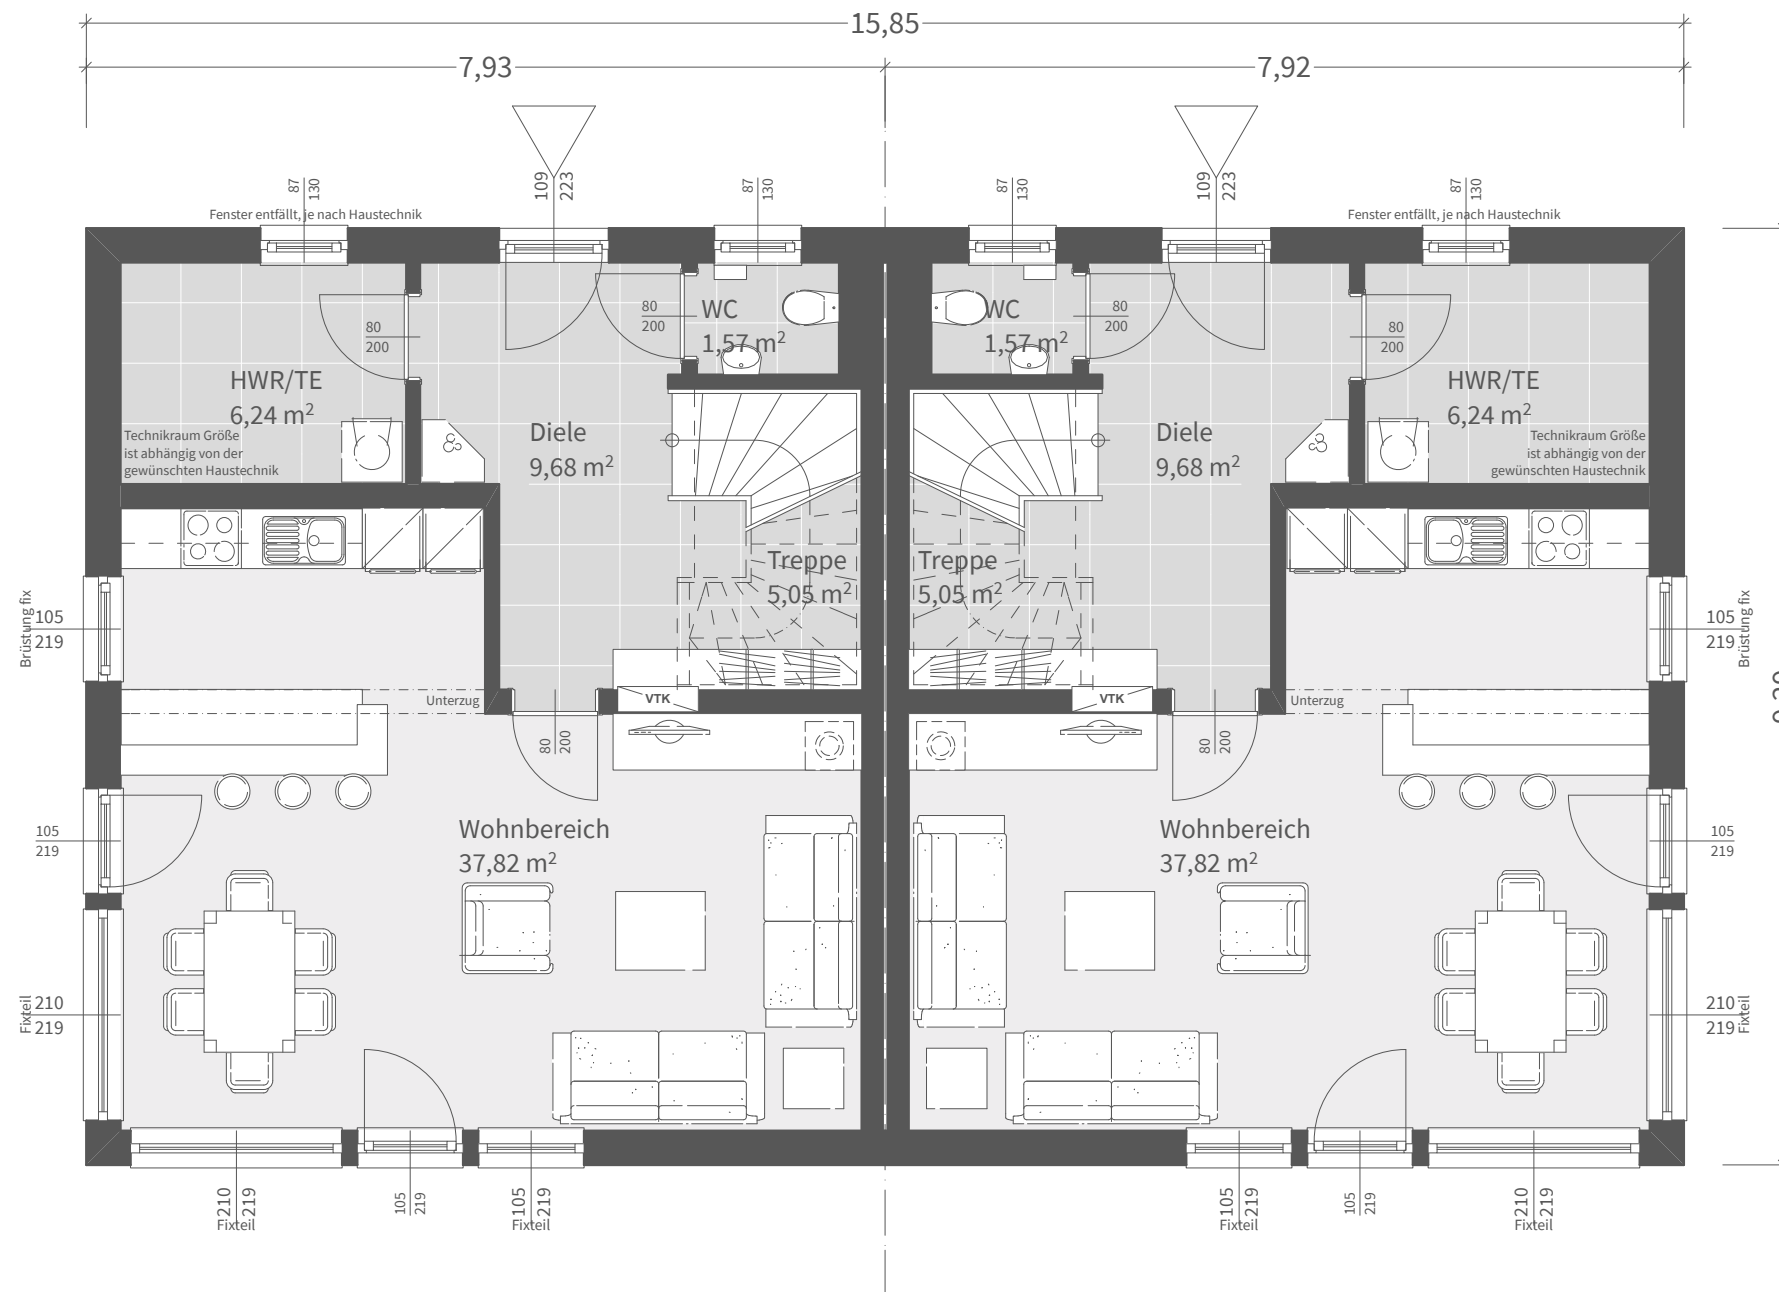 15,85
7,93
7,92
87
130
109
223
87
130
87
130
109
223
87
130
Fenster entfällt, je nach Haustechnik
Fenster entfällt, je nach Haustechnik
80
200
80
200
WC
1,57 m²
WC
1,57 m²
80
200
80
200
HWR/TE
6,24 m²
Technikraum Größe
ist abhängig von der
gewünschten Haustechnik
Diele
9,68 m²
Diele
9,68 m²
HWR/TE
6,24 m²
Technikraum Größe
ist abhängig von der
gewünschten Haustechnik
Treppe
5,05 m²
Treppe
5,05 m²
Brüstung fix
105
219
105
219
Brüstung fix
Unterzug
VTK
VTK
Unterzug
80
200
80
200
105
219
Wohnbereich
37,82 m²
Wohnbereich
37,82 m²
105
219
Fixteil
210
219
210
219
Fixteil
210
219
Fixteil
105
219
105
219
Fixteil
105
219
Fixteil
105
219
210
219
Fixteil